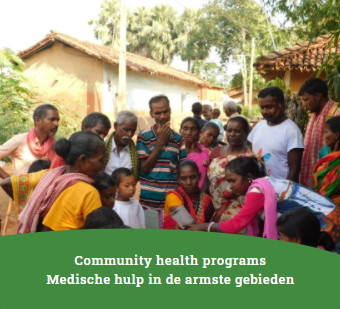 Community health programs
Medische hulp in de armste gebieden